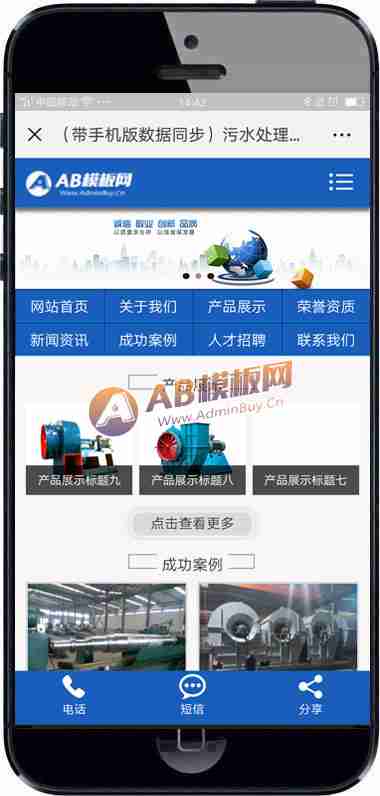 中国移动
14:42
（带手机版数据同步）污水处理...
AB模板网
Www.AdminBuy.Cn
诚信 敬业 创新 品质
网站首页 关于我们 产品展示 荣誉资质
新闻资讯 成功案例 人才招聘 联系我们
产品展示
AB模板网
www.AdminBuy.Cn
产品展示标题九 产品展示标题八 产品展示标题七
点击查看更多
成功案例
电话 短信 分享